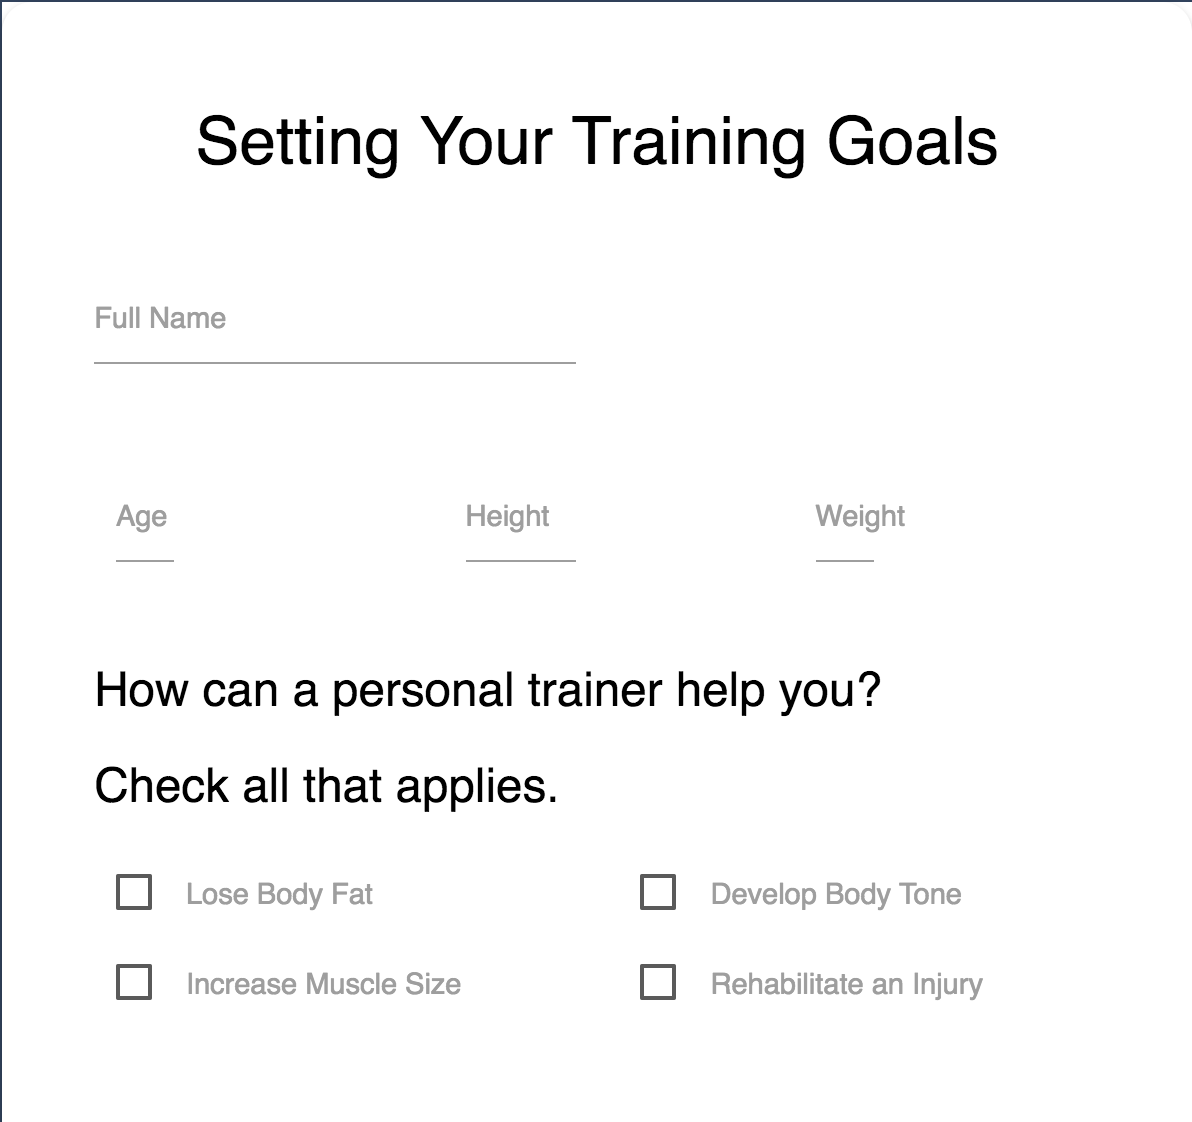 Setting Your Training Goals
Full Name
Age Height Weight
How can a personal trainer help you?
Check all that applies.
Lose Body Fat Develop Body Tone
Increase Muscle Size Rehabilitate an Injury